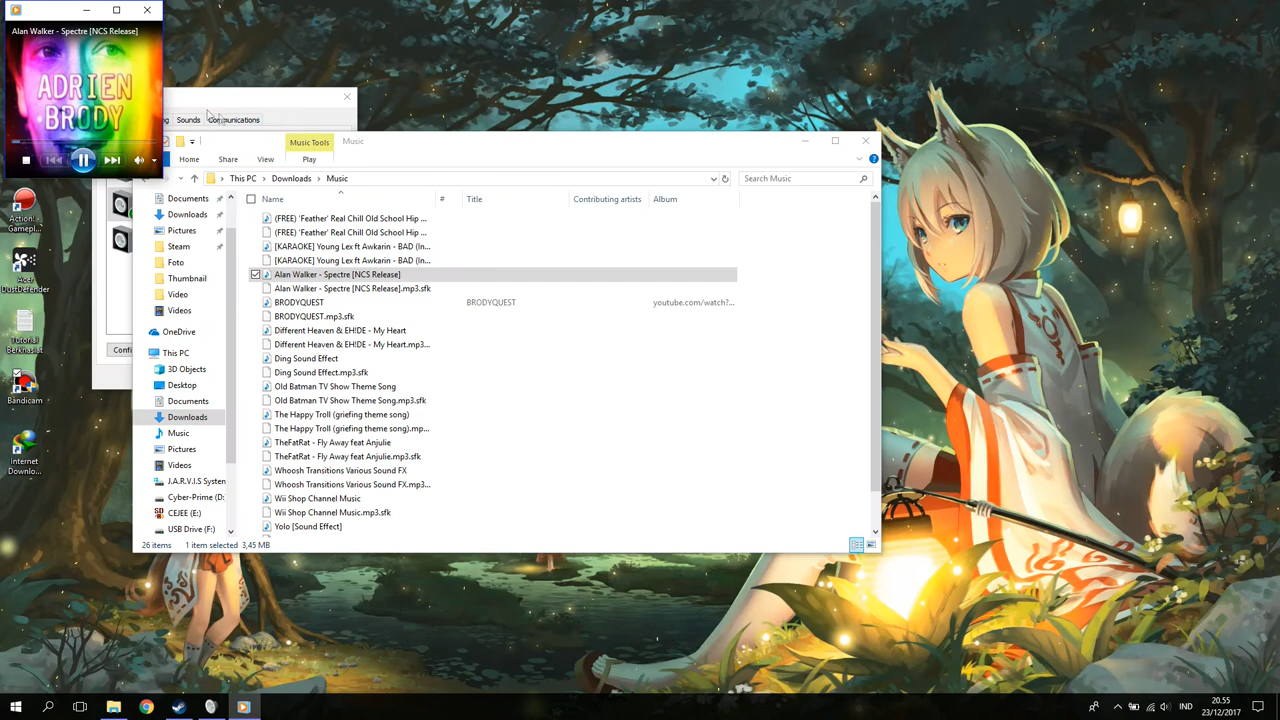 Alan Walker - Spectre [NCS Release]
ADRIEN
BRODY
Sounds
Communications
Music Tools
Music
Home
Share
View
Play
This PC
Downloads
Music
Search Music
Name
#
Title
Contributing artists
Album
Documents
Downloads
Pictures
Steam
Foto
Thumbnail
Video
Videos
OneDrive
This PC
3D Objects
Desktop
Documents
Downloads
Music
Pictures
Videos
J.A.R.V.I.S System
Cyber-Prime (D:
CEJEE (E:)
USB Drive (F:)
(FREE) 'Feather' Real Chill Old School Hip ...
(FREE) 'Feather' Real Chill Old School Hip ...
[KARAOKE] Young Lex ft Awkarin - BAD (In...
[KARAOKE] Young Lex ft Awkarin - BAD (In...
Alan Walker - Spectre [NCS Release]
Alan Walker - Spectre [NCS Release].mp3.sfk
BRODYQUEST BRODYQUEST youtube.com/watch?...
BRODYQUEST.mp3.sfk
Different Heaven & EH!DE - My Heart
Different Heaven & EH!DE - My Heart.mp3...
Ding Sound Effect
Ding Sound Effect.mp3.sfk
Old Batman TV Show Theme Song
Old Batman TV Show Theme Song.mp3.sfk
The Happy Troll (griefing theme song)
The Happy Troll (griefing theme song).mp...
TheFatRat - Fly Away feat Anjulie
TheFatRat - Fly Away feat Anjulie.mp3.sfk
Whoosh Transitions Various Sound FX
Whoosh Transitions Various Sound FX.mp3...
Wii Shop Channel Music
Wii Shop Channel Music.mp3.sfk
Yolo [Sound Effect]
26 items
1 item selected 3,45 MB
Action! -
Gamepl...
Acer
DustDefender
Tutorial
Berkhasiat
Bandicam
Internet
Downlo...
Confi
IND
20.55
23/12/2017